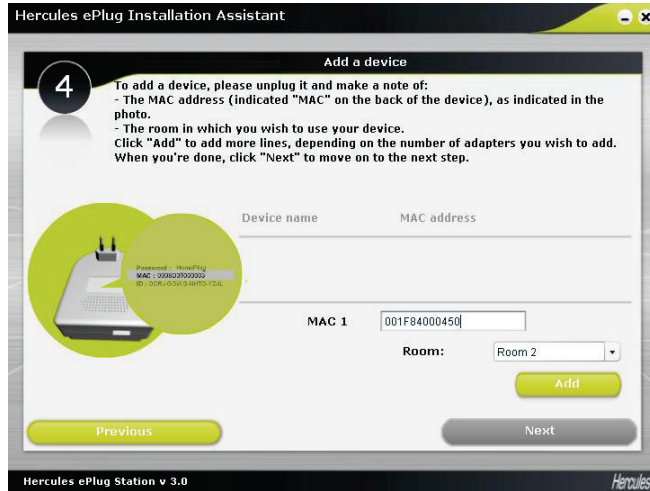 Hercules ePlug Installation Assistant
Add a device
4
To add a device, please unplug it and make a note of:
- The MAC address (indicated "MAC" on the back of the device), as indicated in the
photo.
- The room in which you wish to use your device.
Click "Add" to add more lines, depending on the number of adapters you wish to add.
When you're done, click "Next" to move on to the next step.
Device name MAC address
Password : HomePlug
MAC :
ID :
MAC 1 001F84000450
Room: Room 2
Add
Previous Next
Hercules ePlug Station v 3.0 Hercules